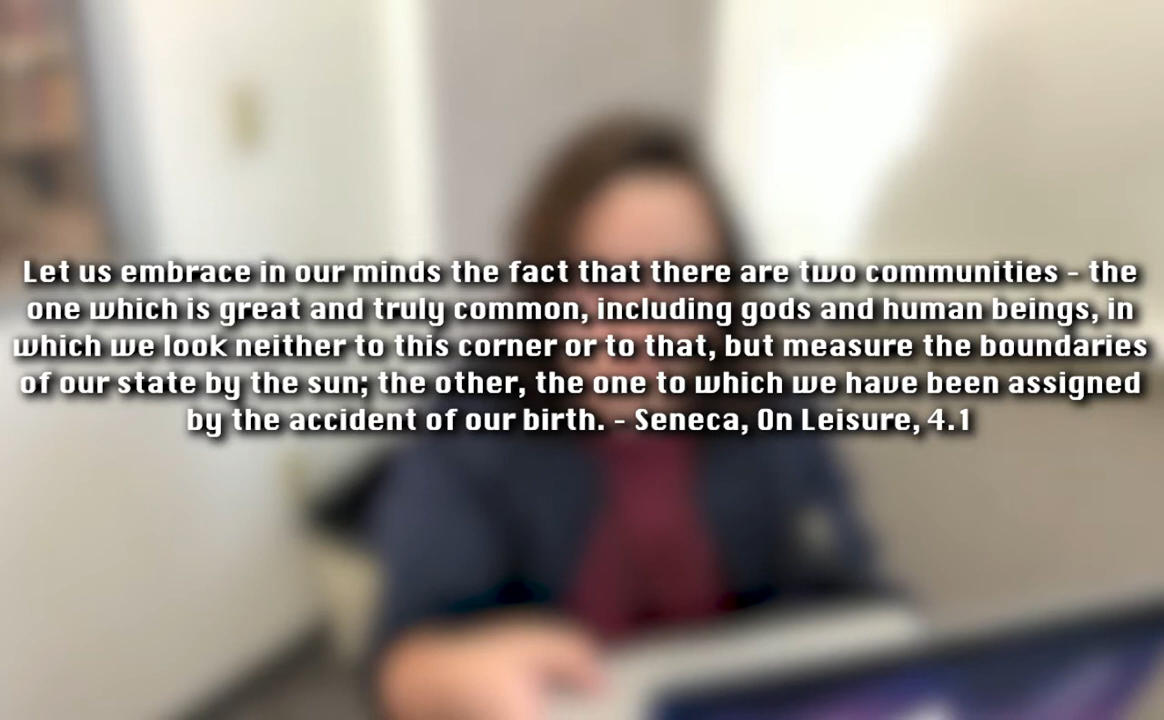 Let us embrace in our minds the fact that there are two communities - the
one which is great and truly common, including gods and human beings, in
which we look neither to this corner or to that, but measure the boundaries
of our state by the sun; the other, the one to which we have been assigned
by the accident of our birth. - Seneca, On Leisure, 4.1